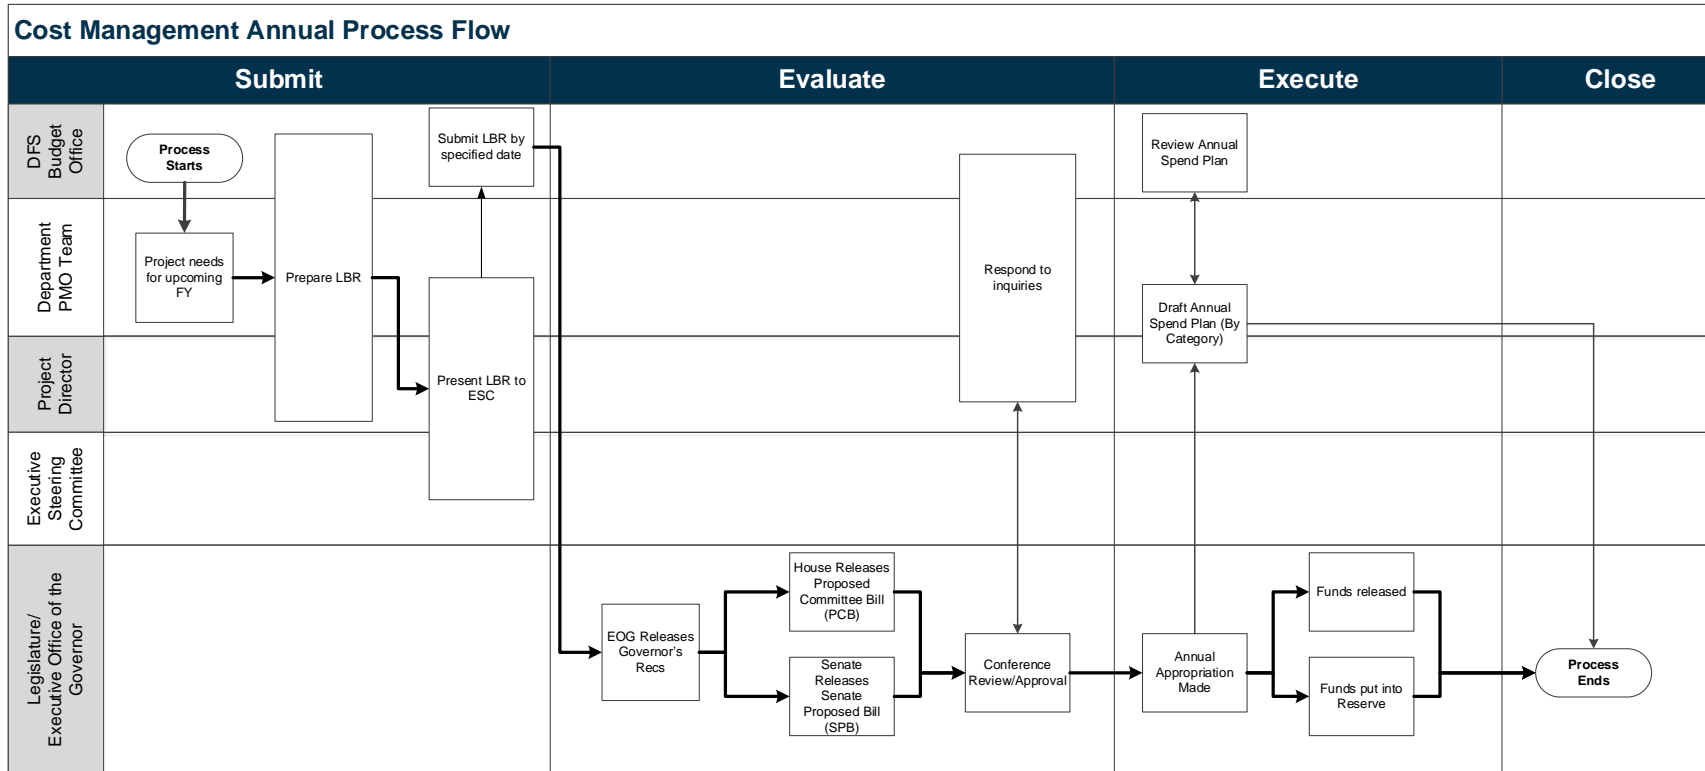 Cost Management Annual Process Flow
Submit
Evaluate
Execute
Close
DFS
Budget
Office
Process
Starts
Submit LBR by
specified date
Review Annual
Spend Plan
Department
PMO Team
Project needs
for upcoming
FY
Prepare LBR
Respond to
inquiries
Draft Annual
Spend Plan (By
Category)
Project
Director
Present LBR to
ESC
Executive
Steering
Committee
Legislature/
Executive Office of the
Governor
EOG Releases
Governor's
Recs
House Releases
Proposed
Committee Bill
(PCB)
Senate
Releases
Senate
Proposed Bill
(SPB)
Conference
Review/Approval
Annual
Appropriation
Made
Funds released
Funds put into
Reserve
Process
Ends